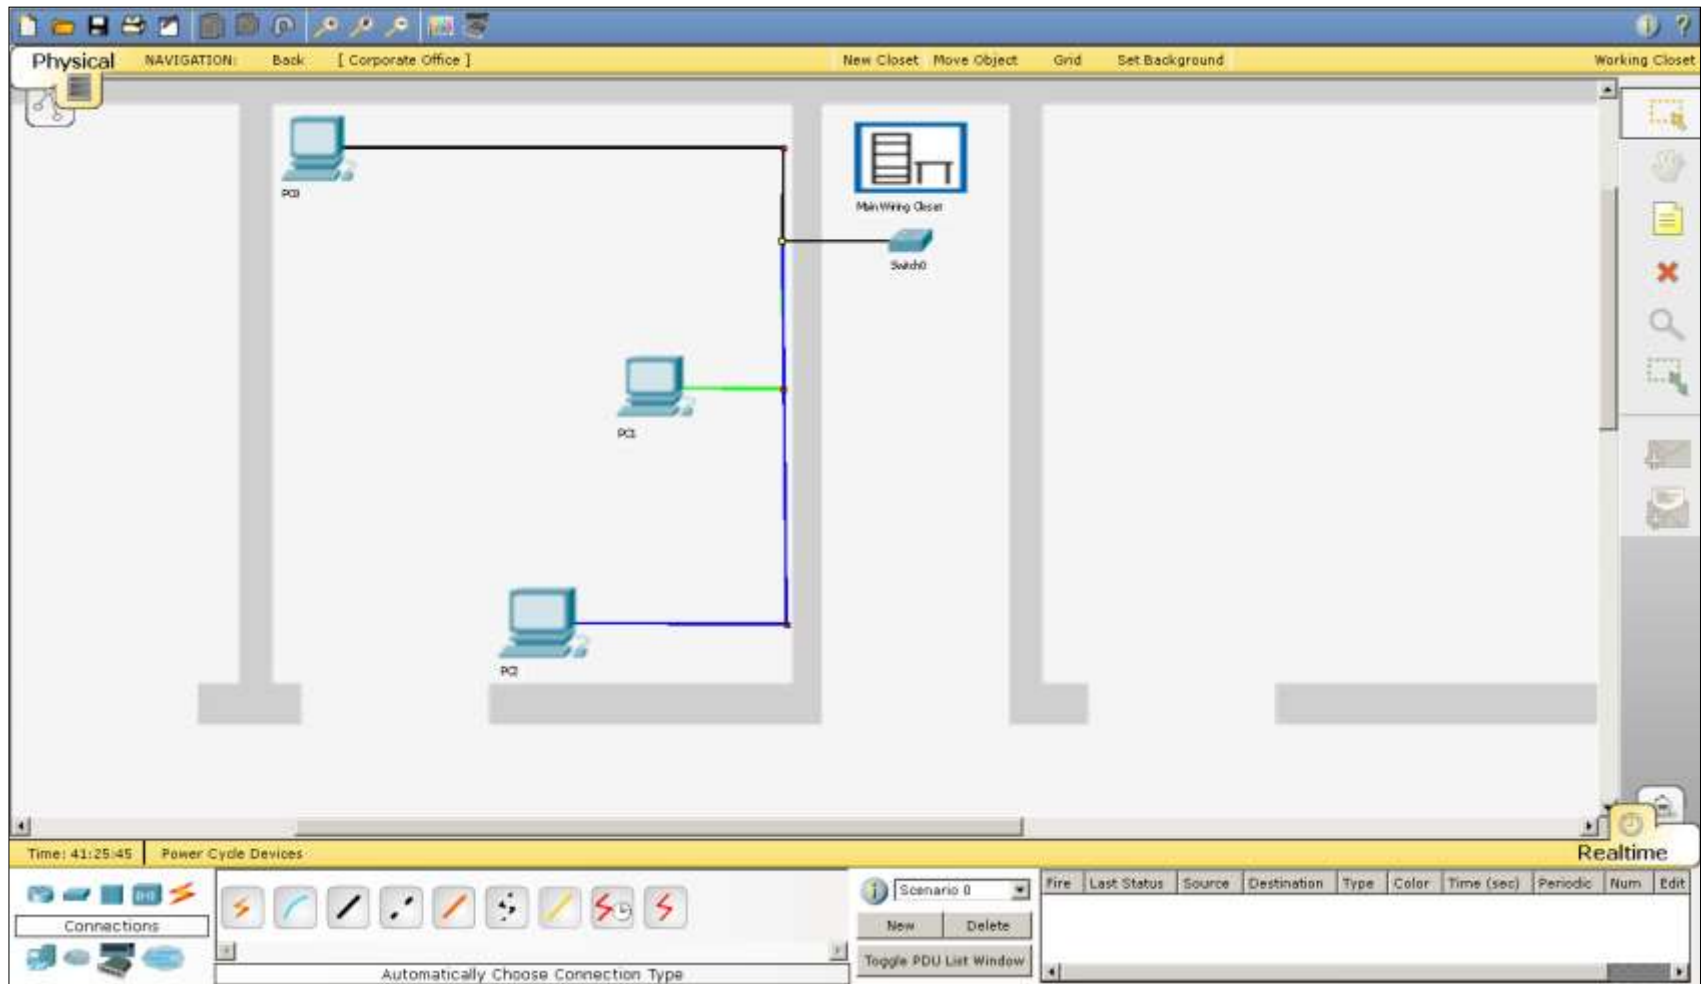 Physical NAVIGATION: Back [ Corporate Office ] New Closet Move Object Grid Set Background Working Closet
PC0
Main Wiring Closet
Switch0
PC1
PC2
Time: 41:25:45 Power Cycle Devices Realtime
Scenario 0 Fire Last Status Source Destination Type Color Time (sec) Periodic Num Edit
Connections New Delete
Toggle PDU List Window
Automatically Choose Connection Type